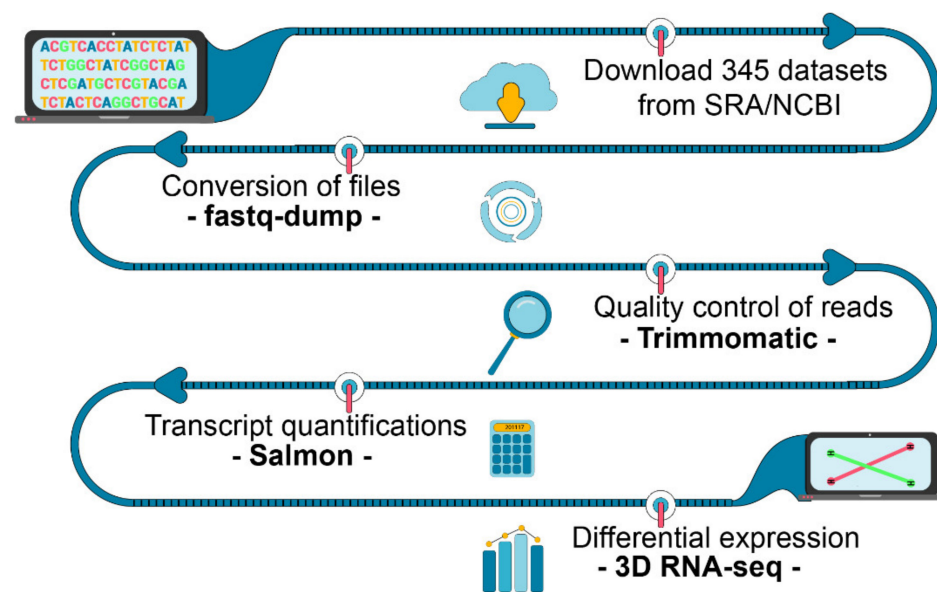 ACGTCACCTATCTCTAT
TCTGGCTATCGGCTAG
CTCGATGCTCGTACGA
TCTACTCAGGCTGCAT
Download 345 datasets
from SRA/NCBI
Conversion of files
- fastq-dump -
Quality control of reads
- Trimmomatic -
Transcript quantifications
- Salmon -
201117
Differential expression
- 3D RNA-seq -